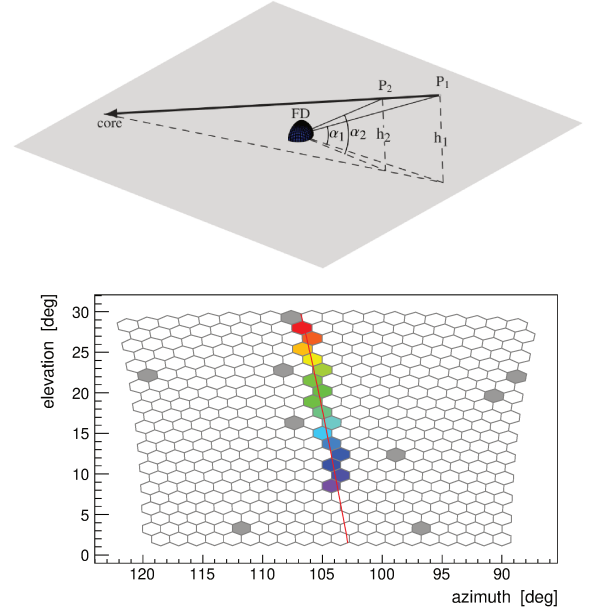 P₂ P₁
FD
core
α₁ α₂ h₂ h₁
elevation [deg]
30
25
20
15
10
5
0
120 115 110 105 100 95 90
azimuth [deg]